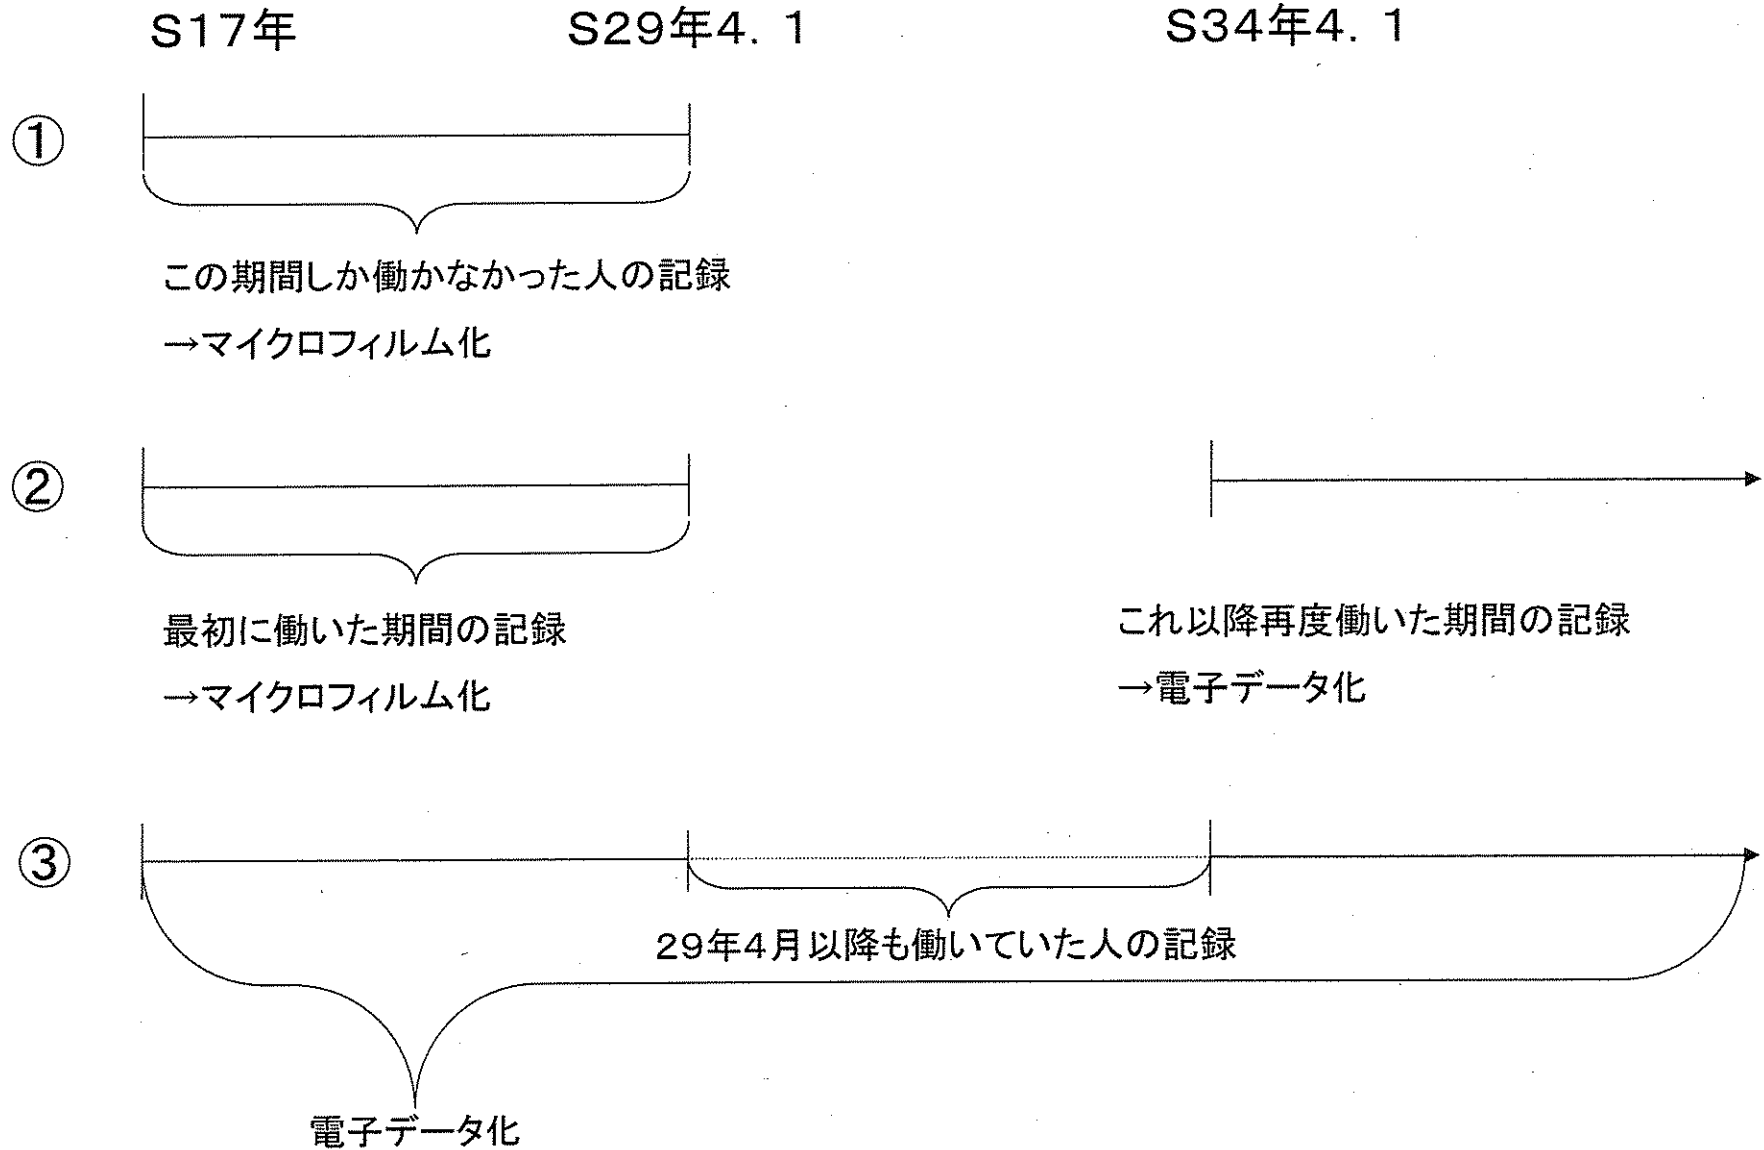 S17年 S29年4．1 S34年4．1
①
この期間しか働かなかった人の記録
→マイクロフィルム化
②
最初に働いた期間の記録
→マイクロフィルム化
これ以降再度働いた期間の記録
→電子データ化
③
29年4月以降も働いていた人の記録
電子データ化